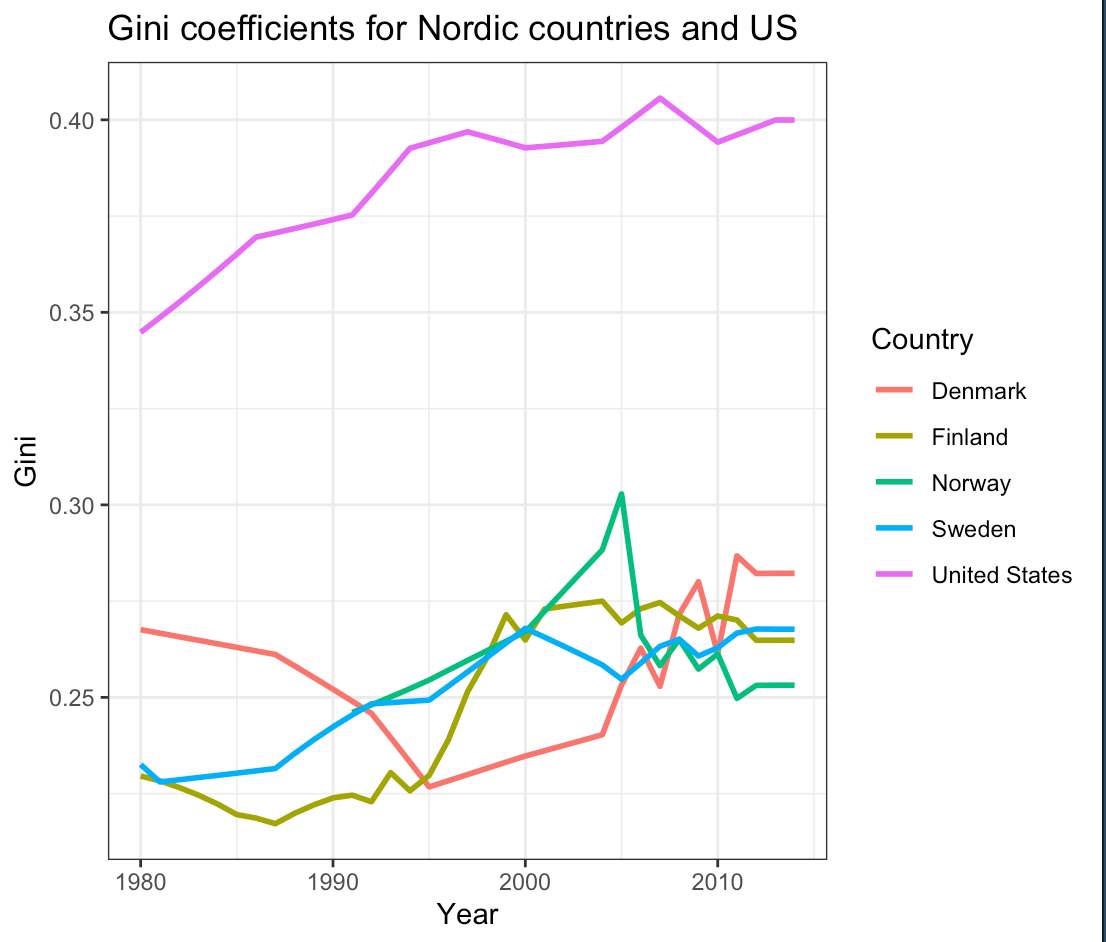 Gini coefficients for Nordic countries and US
0.40
0.35
0.30
0.25
Gini
1980 1990 2000 2010
Year
Country
Denmark
Finland
Norway
Sweden
United States